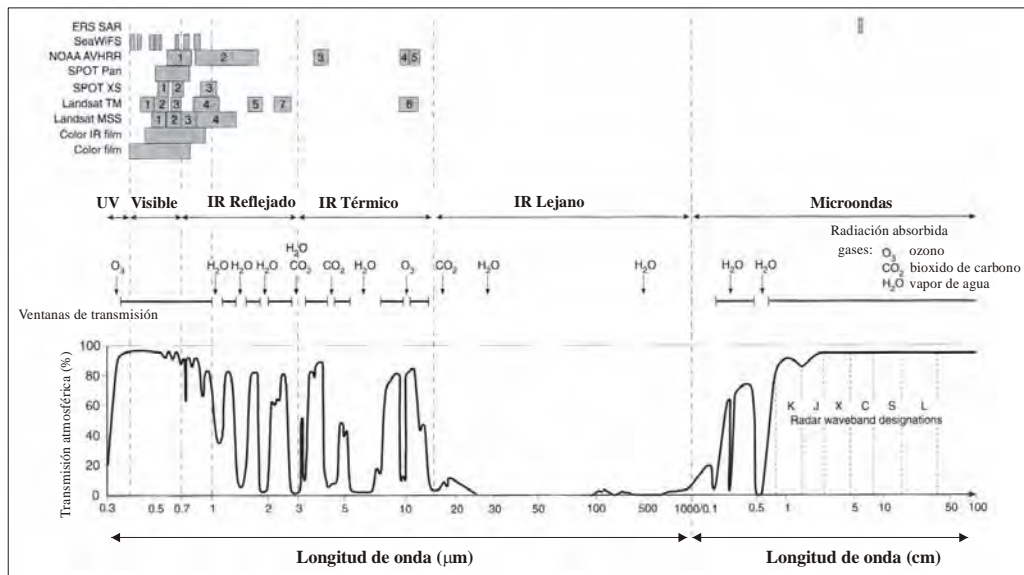 ERS SAR
SeaWiFS
NOAA AVHRR 1 2 3 4 5
SPOT Pan
SPOT XS 1 2 3
Landsat TM 1 2 3 4 5 7 6
Landsat MSS 1 2 3 4
Color IR film
Color film
UV Visible IR Reflejado IR Térmico IR Lejano Microondas
Radiación absorbida
gases: O3 ozono
CO2 bioxido de carbono
H2O vapor de agua
H2O
O3 H2O H2O H2O CO2 CO2 H2O O3 CO2 H2O H2O H2O H2O
Ventanas de transmisión
Transmisión atmosférica (%)
100
80
60
40
20
0
K J X C S L
Radar waveband designations
0.3 0.5 0.7 1 2 3 5 10 20 50 100 500 1000/0.1 0.5 1 5 10 50 100
Longitud de onda (μm) Longitud de onda (cm)